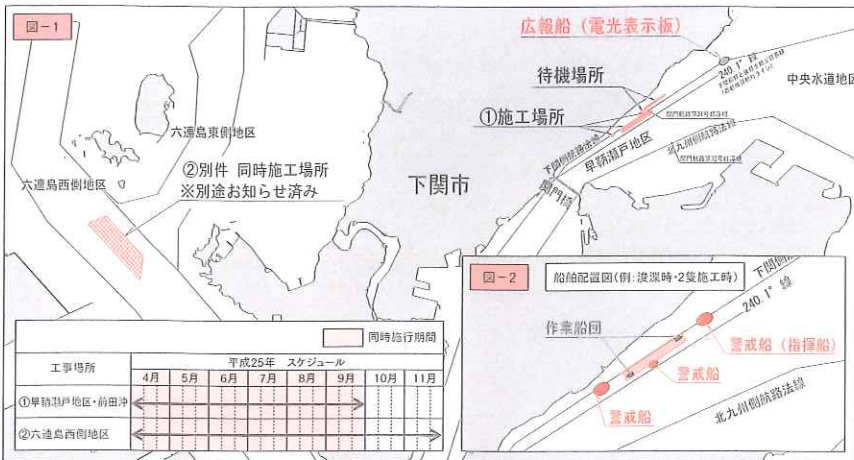 図－1
広報船（電光表示板）
240.1° 線
中央水道地区
待機場所
①施工場所
下関側航路法線
早鞆瀬戸地区
北九州側航路法線
関門橋
六連島東側地区
六連島西側地区
②別件 同時施工場所
※別途お知らせ済み
下関市
図－2
船舶配置図(例：浚渫時・2隻施工時)
240.1° 線
作業船団
警戒船（指揮船）
警戒船
警戒船
北九州側航路法線
同時施行期間
工事場所
平成25年 スケジュール
4月 5月 6月 7月 8月 9月 10月 11月
①早鞆瀬戸地区・前田沖
②六連島西側地区